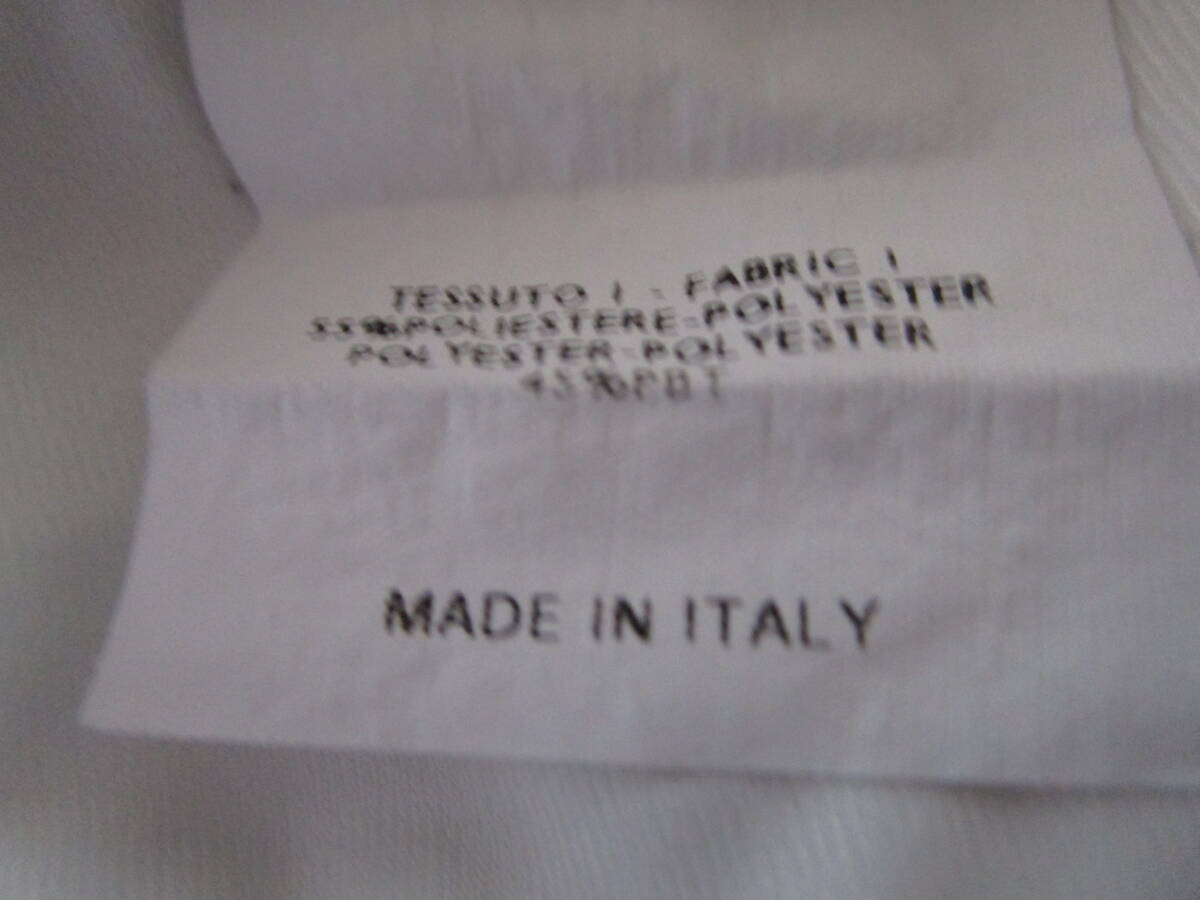 TESSUTO 1 - FABRIC 1
55%POLIESTERE-POLYESTER
POLYESTER-POLYESTER
45%PBT
MADE IN ITALY